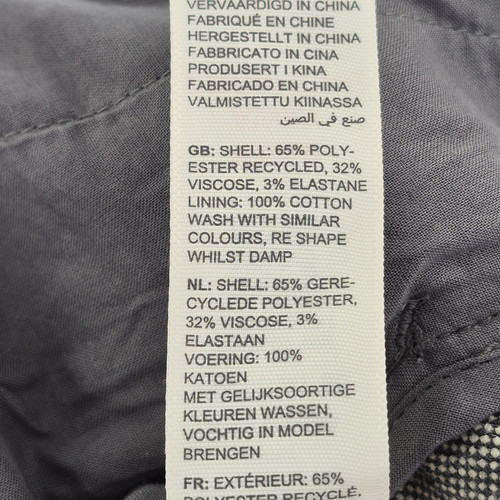 VERVAARDIGD IN CHINA
FABRIQUÉ EN CHINE
HERGESTELLT IN CHINA
FABBRICATO IN CINA
PRODUSERT I KINA
FABRICADO EN CHINA
VALMISTETTU KIINASSA
صنع في الصين
GB: SHELL: 65% POLY-
ESTER RECYCLED, 32%
VISCOSE, 3% ELASTANE
LINING: 100% COTTON
WASH WITH SIMILAR
COLOURS, RE SHAPE
WHILST DAMP
NL: SHELL: 65% GERE-
CYCLEDE POLYESTER,
32% VISCOSE, 3%
ELASTAAN
VOERING: 100%
KATOEN
MET GELIJKSOORTIGE
KLEUREN WASSEN,
VOCHTIG IN MODEL
BRENGEN
FR: EXTÉRIEUR: 65%
POLYESTER RECYCLÉ,